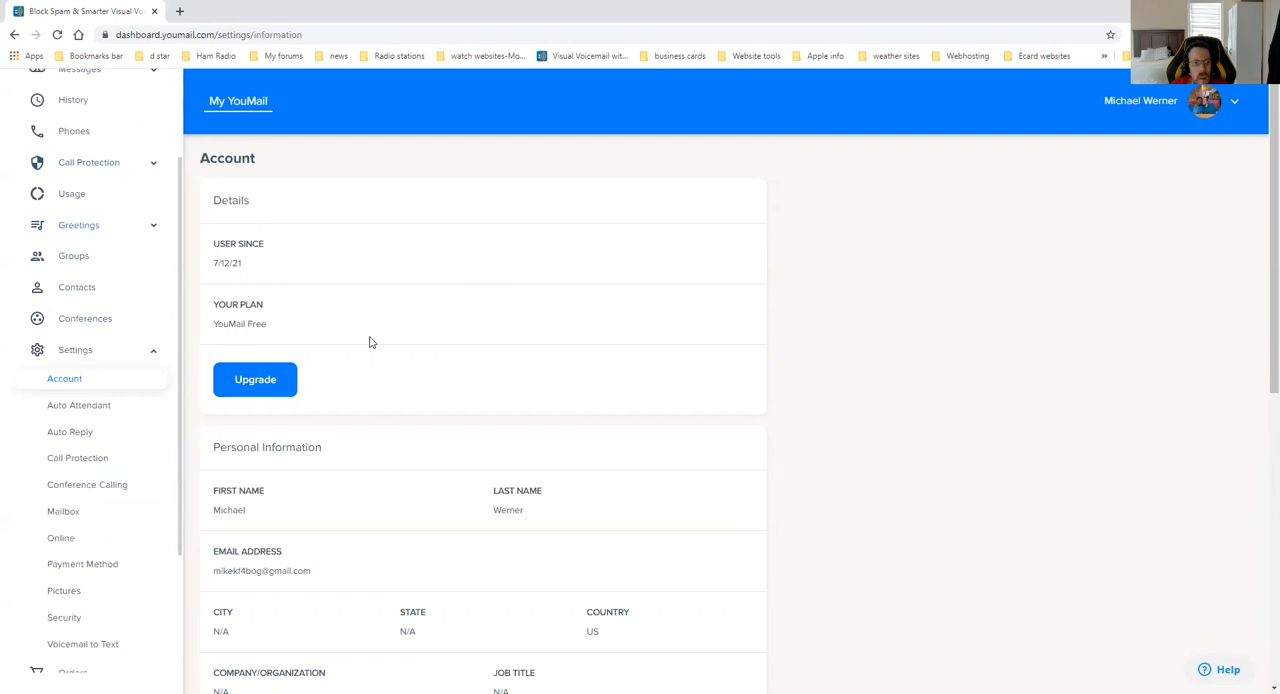 Block Spam & Smarter Visual Vo
dashboard.youmail.com/settings/information
Apps
Bookmarks bar
d star
Ham Radio
My forums
news
Radio stations
watch websites-Mo...
Visual Voicemail wit...
business cards
Website tools
Apple info
weather sites
Webhosting
Ecard websites
»
Messages
History
Phones
Call Protection
Usage
Greetings
Groups
Contacts
Conferences
Settings
Account
Auto Attendant
Auto Reply
Call Protection
Conference Calling
Mailbox
Online
Payment Method
Pictures
Security
Voicemail to Text
Orders
My YouMail
Michael Werner
Account
Details
USER SINCE
7/12/21
YOUR PLAN
YouMail Free
Upgrade
Personal Information
FIRST NAME LAST NAME
Michael Werner
EMAIL ADDRESS
mikekf4bog@gmail.com
CITY STATE COUNTRY
N/A N/A US
COMPANY/ORGANIZATION JOB TITLE
N/A N/A
Help